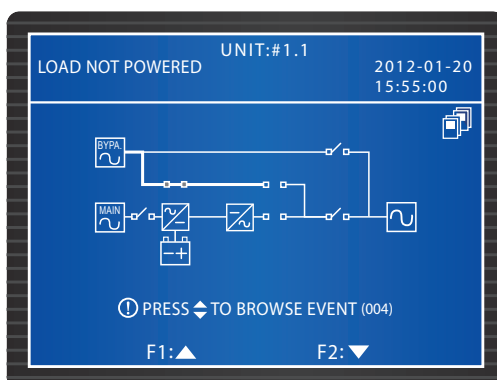 UNIT:#1.1
LOAD NOT POWERED
2012-01-20
15:55:00
BYPA.
MAIN
PRESS TO BROWSE EVENT (004)
F1: F2: